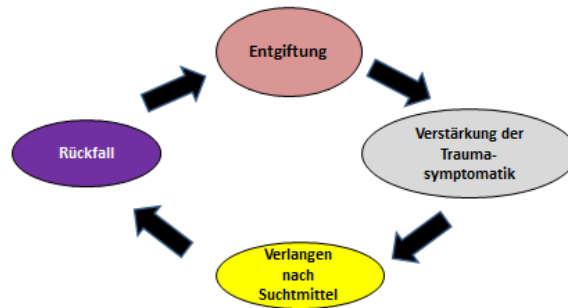 Entgiftung
Verstärkung der
Trauma-
symptomatik
Verlangen
nach
Suchtmittel
Rückfall